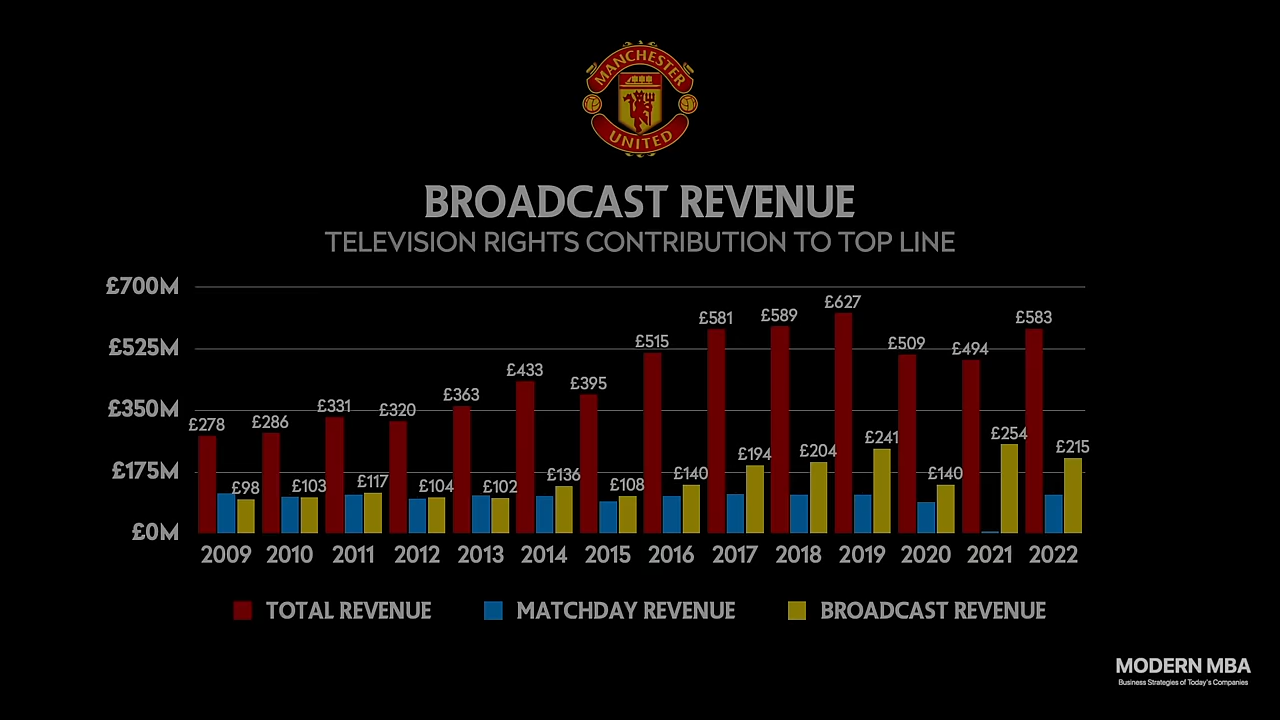 MANCHESTER
UNITED
BROADCAST REVENUE
TELEVISION RIGHTS CONTRIBUTION TO TOP LINE
£700M
£525M
£350M
£175M
£0M
£278 £98 £286 £103 £331 £117 £320 £104 £363 £102 £433 £136 £395 £108 £515 £140 £581 £194 £589 £204 £627 £241 £509 £140 £494 £254 £583 £215
2009 2010 2011 2012 2013 2014 2015 2016 2017 2018 2019 2020 2021 2022
TOTAL REVENUE MATCHDAY REVENUE BROADCAST REVENUE
MODERN MBA
Business Strategies of Today's Companies